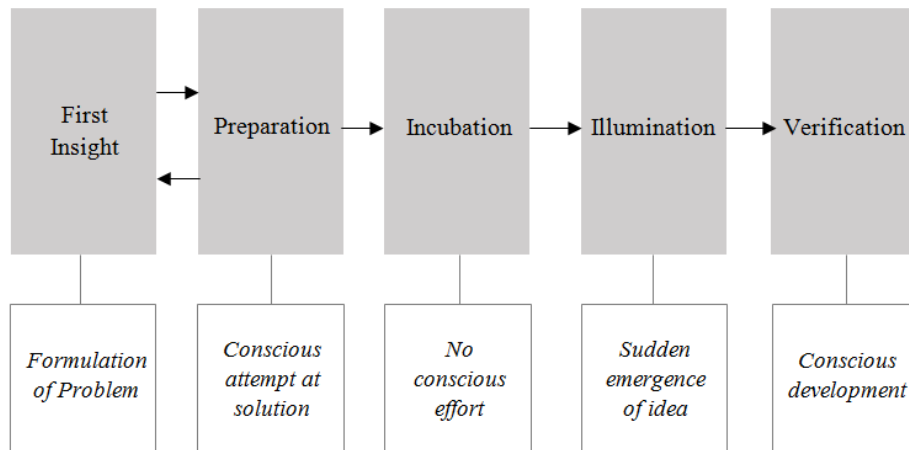 First
Insight
Preparation
Incubation
Illumination
Verification
Formulation
of Problem
Conscious
attempt at
solution
No
conscious
effort
Sudden
emergence
of idea
Conscious
development